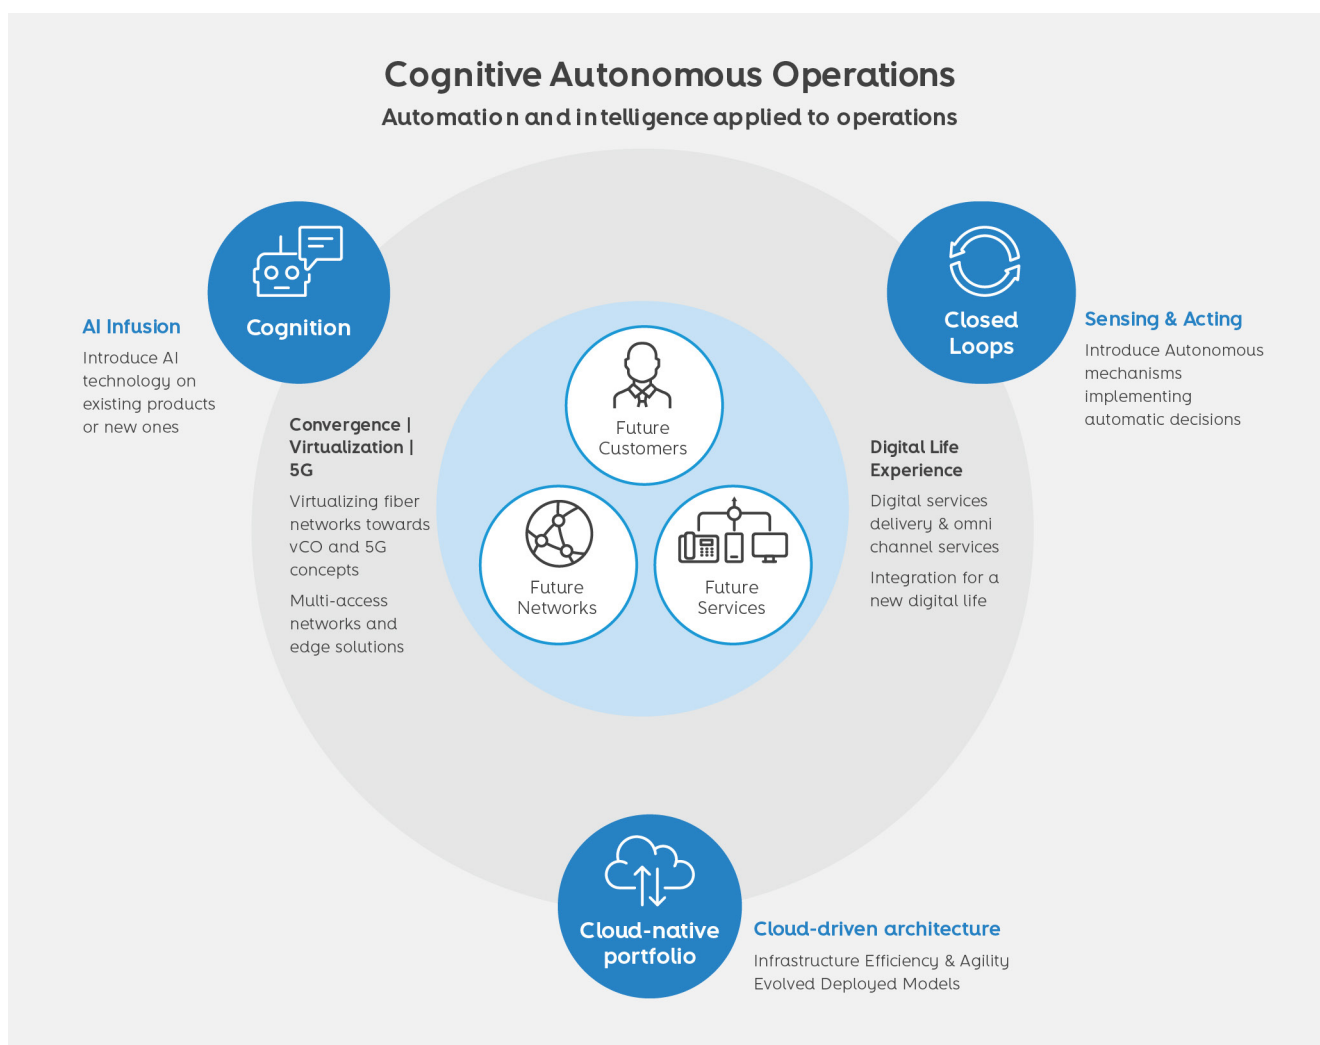 Cognitive Autonomous Operations
Automation and intelligence applied to operations
Cognition
AI Infusion
Introduce AI
technology on
existing products
or new ones
Closed
Loops
Sensing & Acting
Introduce Autonomous
mechanisms
implementing
automatic decisions
Convergence |
Virtualization |
5G
Virtualizing fiber
networks towards
vCO and 5G
concepts
Multi-access
networks and
edge solutions
Future
Customers
Future
Networks
Future
Services
Digital Life
Experience
Digital services
delivery & omni
channel services
Integration for a
new digital life
Cloud-native
portfolio
Cloud-driven architecture
Infrastructure Efficiency & Agility
Evolved Deployed Models